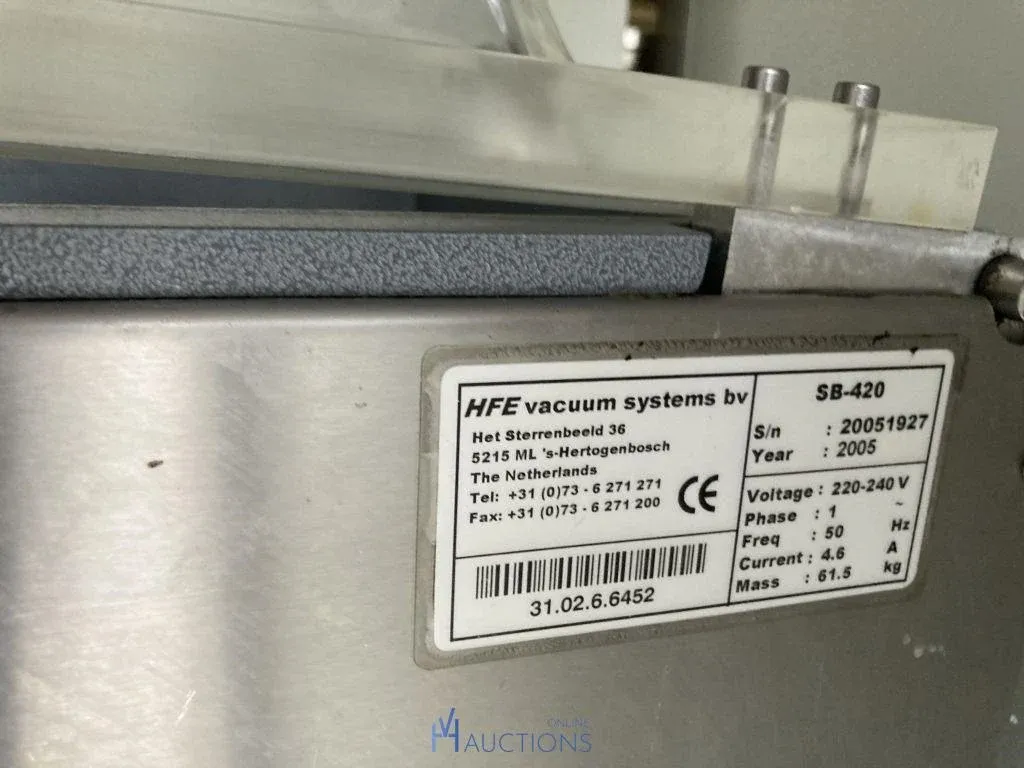 HFE vacuum systems bv
Het Sterrenbeeld 36
5215 ML 's-Hertogenbosch
The Netherlands
Tel: +31 (0)73 - 6 271 271
Fax: +31 (0)73 - 6 271 200
CE
31.02.6.6452
SB-420
S/n : 20051927
Year : 2005
Voltage : 220-240 V
Phase : 1 ~
Freq : 50 Hz
Current : 4.6 A
Mass : 61.5 kg
VH ONLINE
AUCTIONS